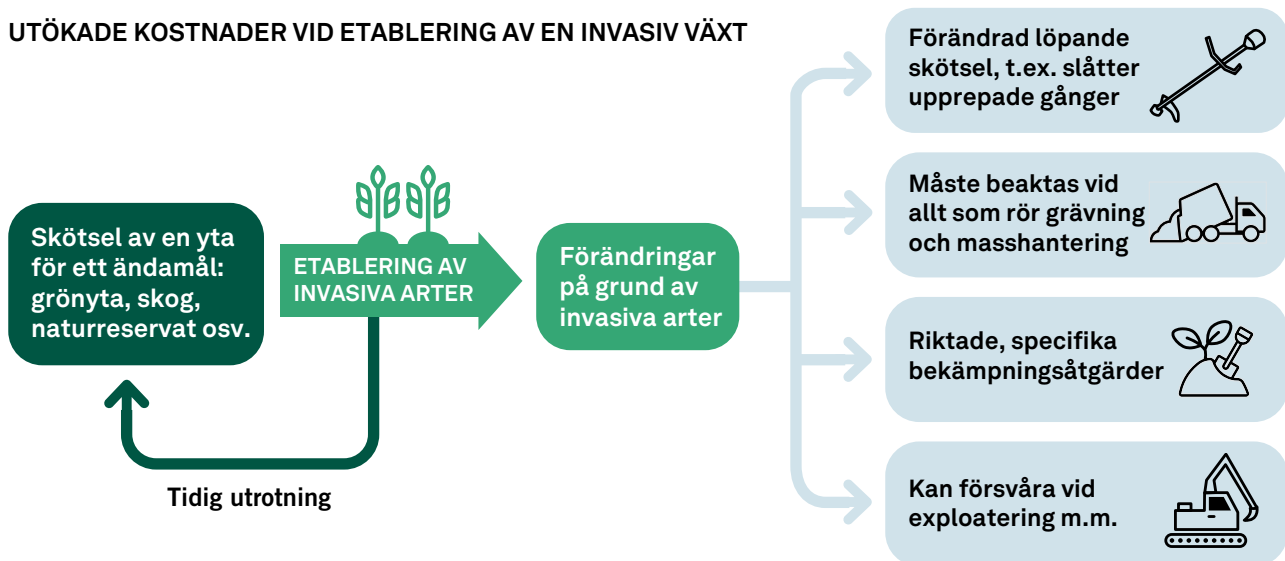 UTÖKADE KOSTNADER VID ETABLERING AV EN INVASIV VÄXT
Skötsel av en yta
för ett ändamål:
grönyta, skog,
naturreservat osv.
ETABLERING AV
INVASIVA ARTER
Tidig utrotning
Förändringar
på grund av
invasiva arter
Förändrad löpande
skötsel, t.ex. slåtter
upprepade gånger
Måste beaktas vid
allt som rör grävning
och masshantering
Riktade, specifika
bekämpningsåtgärder
Kan försvåra vid
exploatering m.m.